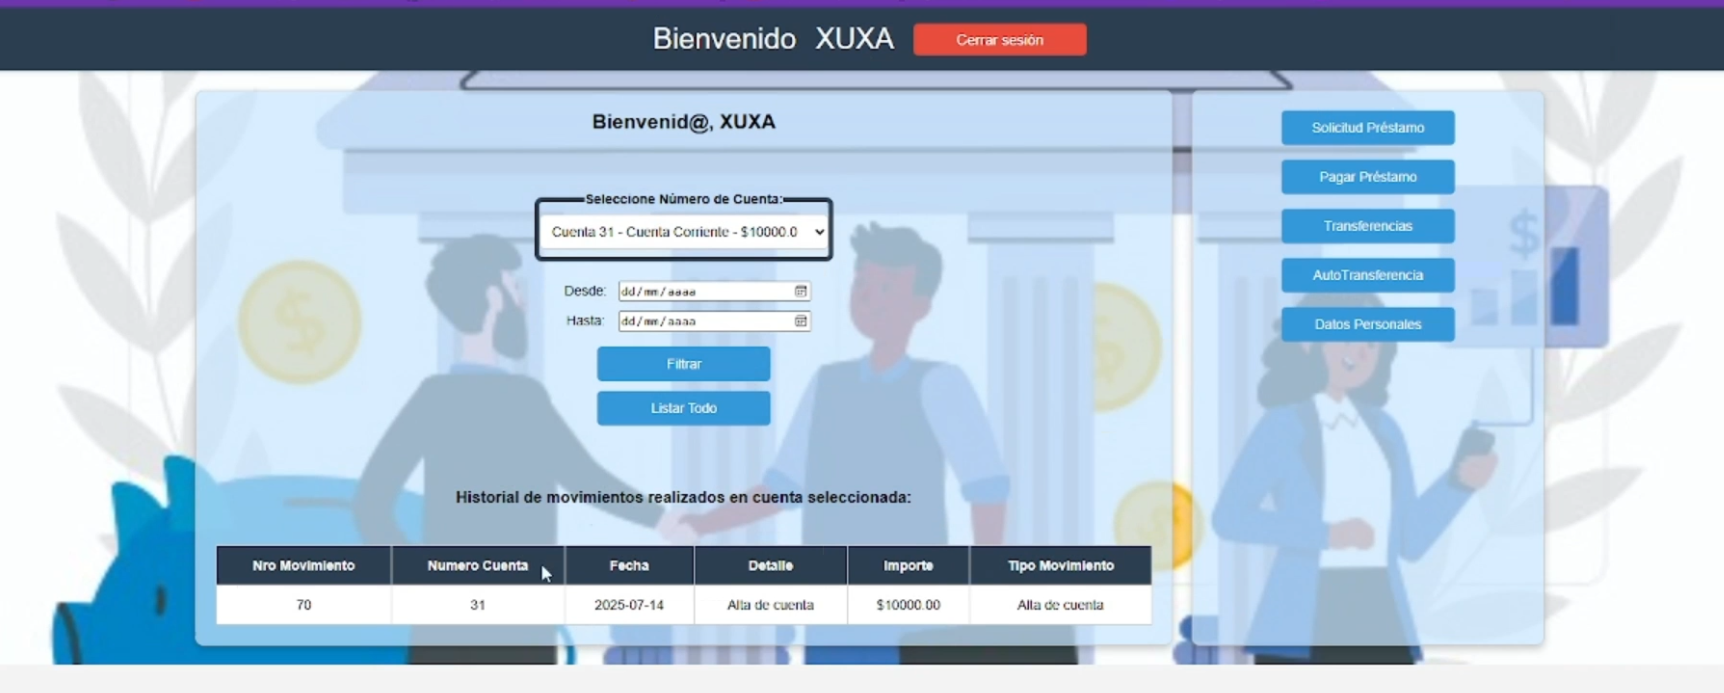 Bienvenido XUXA Cerrar sesión
Bienvenid@, XUXA
Seleccione Número de Cuenta:
Cuenta 31 - Cuenta Corriente - $10000.0
Desde: dd/mm/aaaa
Hasta: dd/mm/aaaa
Filtrar
Listar Todo
Historial de movimientos realizados en cuenta seleccionada:
Nro Movimiento Numero Cuenta Fecha Detalle Importe Tipo Movimiento
70 31 2025-07-14 Alta de cuenta $10000.00 Alta de cuenta
Solicitud Préstamo
Pagar Préstamo
Transferencias
AutoTransferencia
Datos Personales
$
$
$